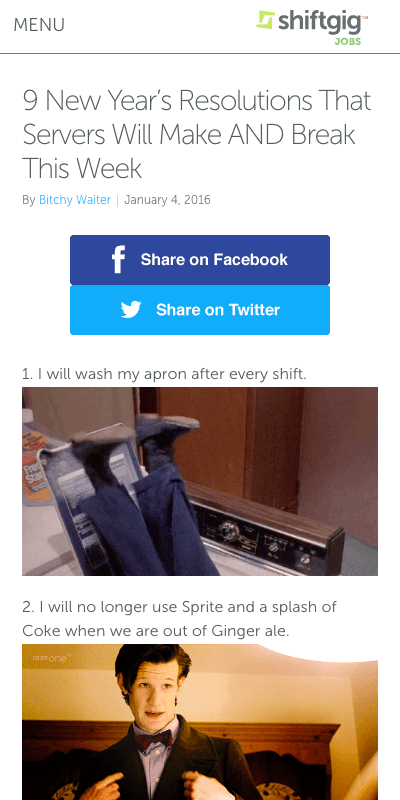 MENU
shiftgig™
JOBS
9 New Year's Resolutions That
Servers Will Make AND Break
This Week
By Bitchy Waiter | January 4, 2016
Share on Facebook
Share on Twitter
1. I will wash my apron after every shift.
2. I will no longer use Sprite and a splash of
Coke when we are out of Ginger ale.
BBC one